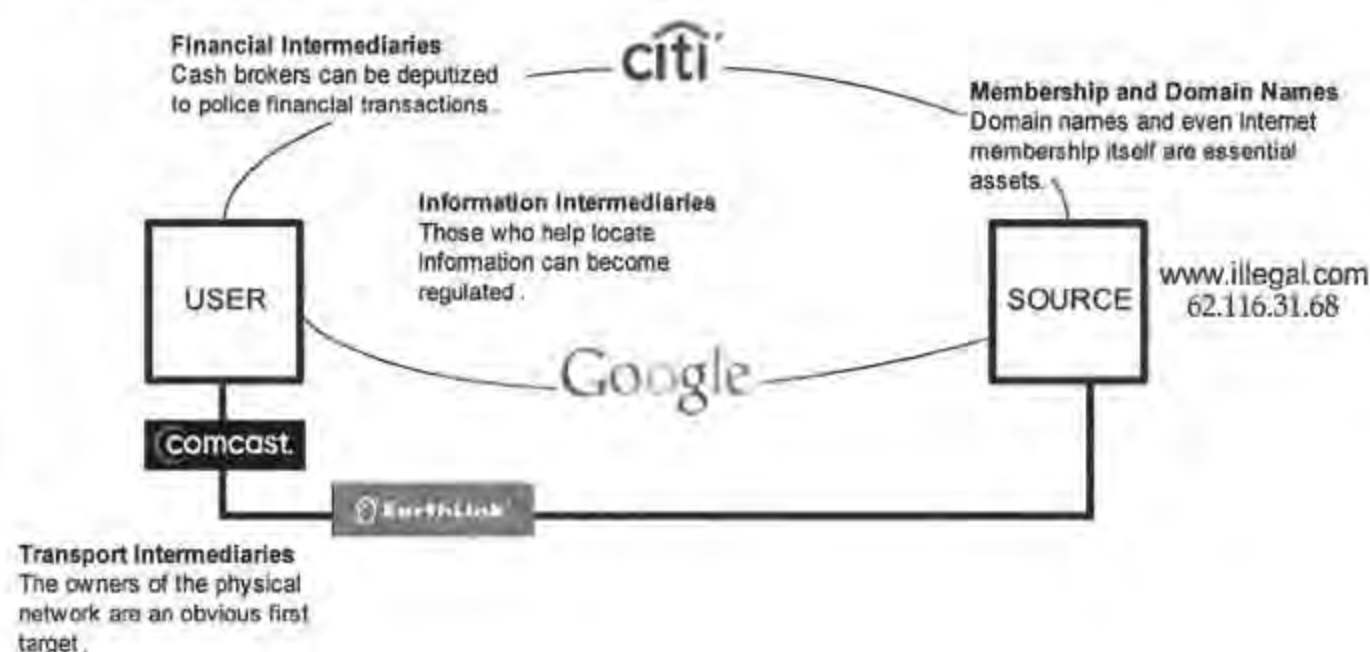 Financial Intermediaries
Cash brokers can be deputized
to police financial transactions.
citi
Membership and Domain Names
Domain names and even Internet
membership itself are essential
assets.
Information Intermediaries
Those who help locate
information can become
regulated.
USER
SOURCE
www.illegal.com
62.116.31.68
Google
comcast.
EarthLink
Transport Intermediaries
The owners of the physical
network are an obvious first
target.